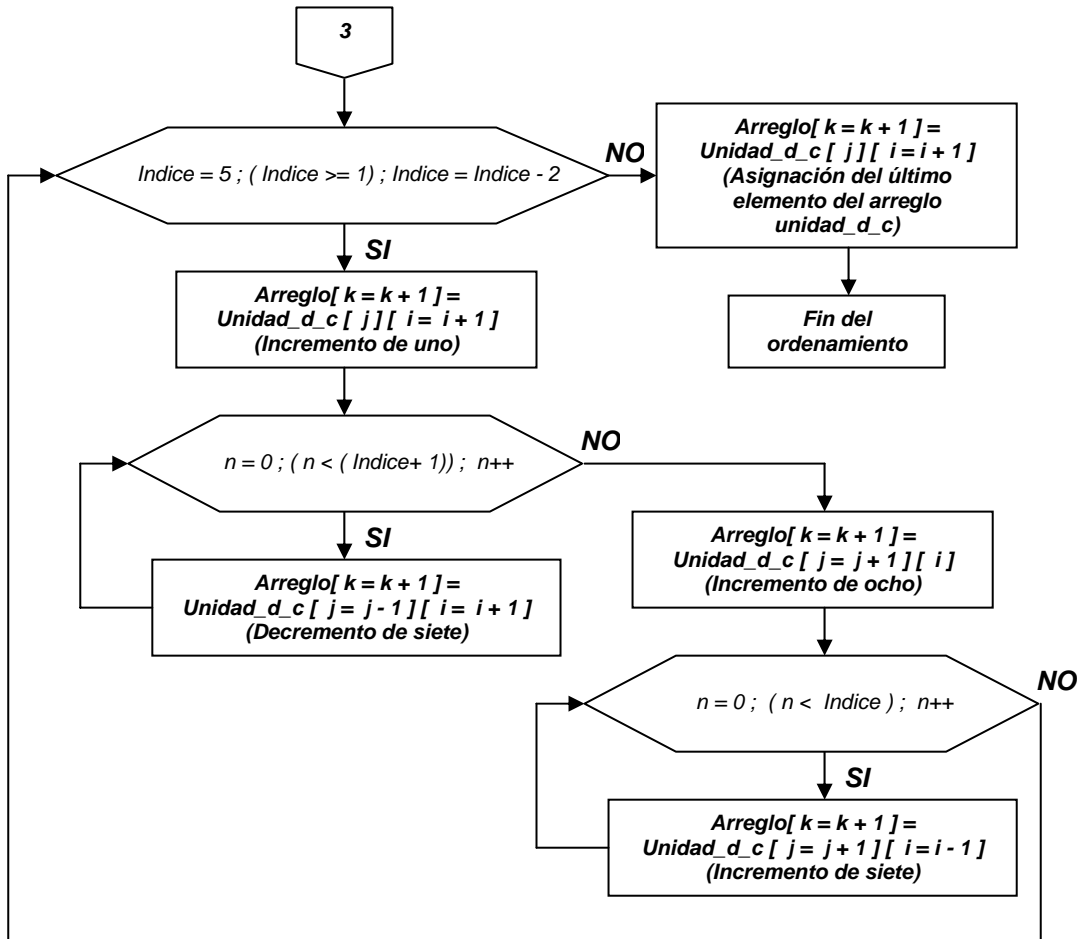 3
Indice = 5 ; ( Indice >= 1) ; Indice = Indice - 2
NO
Arreglo[ k = k + 1 ] =
Unidad_d_c [ j ] [ i = i + 1 ]
(Asignación del último
elemento del arreglo
unidad_d_c)
SI
Arreglo[ k = k + 1 ] =
Unidad_d_c [ j ] [ i = i + 1 ]
(Incremento de uno)
Fin del
ordenamiento
n = 0 ; ( n < ( Indice+ 1)) ; n++
NO
SI
Arreglo[ k = k + 1 ] =
Unidad_d_c [ j = j - 1 ] [ i = i + 1 ]
(Decremento de siete)
Arreglo[ k = k + 1 ] =
Unidad_d_c [ j = j + 1 ] [ i ]
(Incremento de ocho)
n = 0 ; ( n < Indice ) ; n++
NO
SI
Arreglo[ k = k + 1 ] =
Unidad_d_c [ j = j + 1 ] [ i = i - 1 ]
(Incremento de siete)